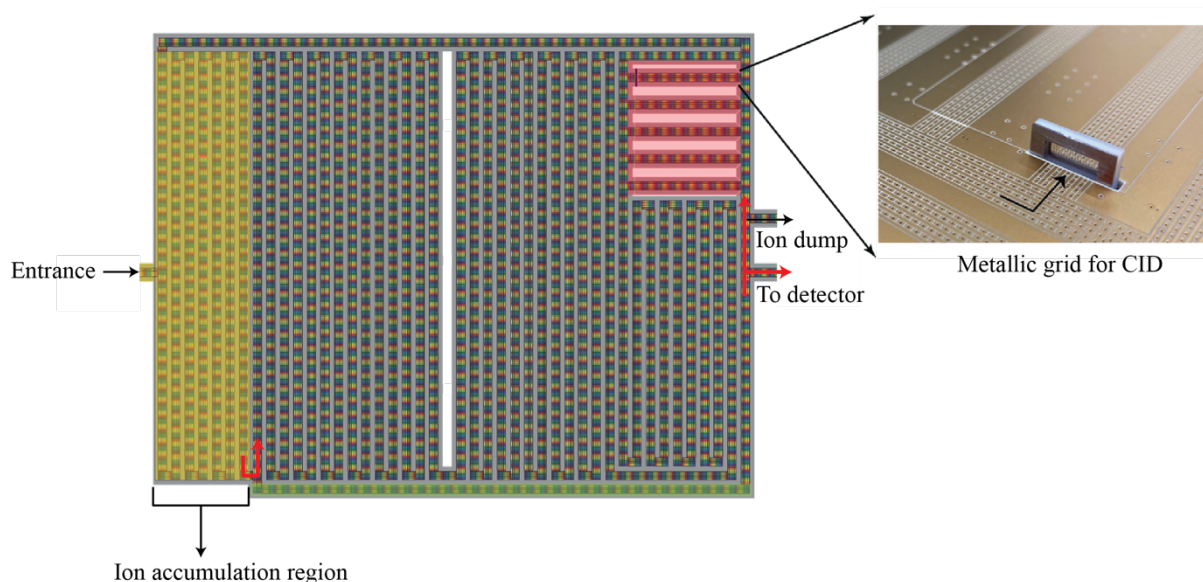 Entrance
Ion dump
To detector
Metallic grid for CID
Ion accumulation region